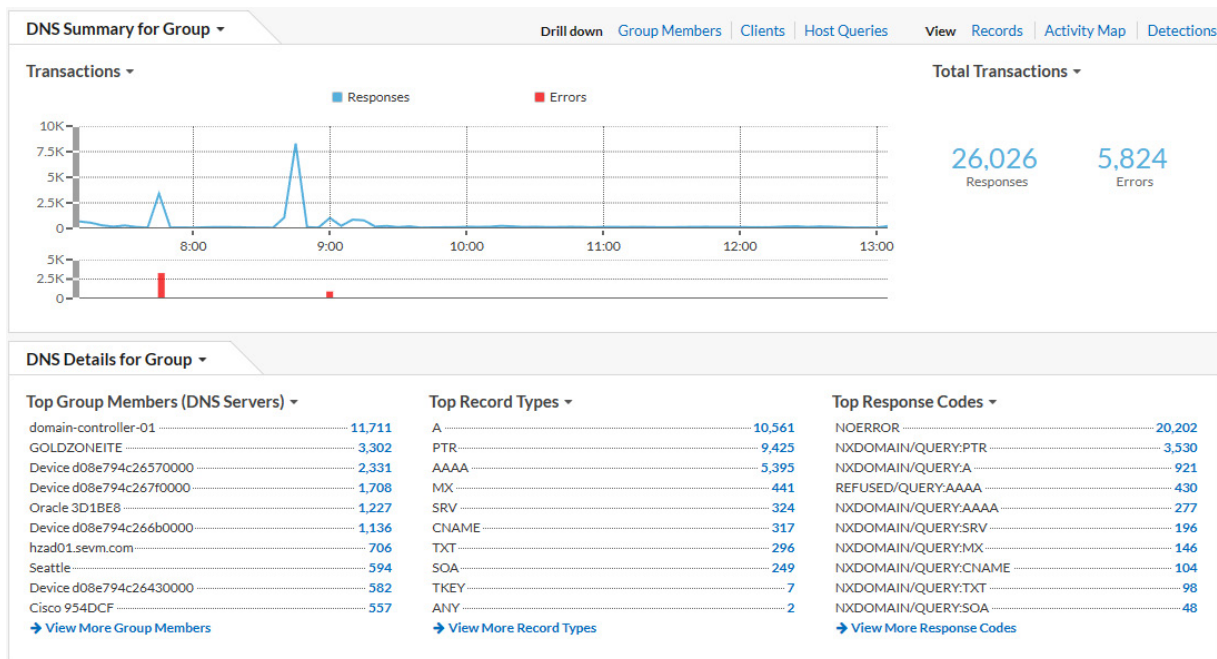 DNS Summary for Group
Drill down Group Members Clients Host Queries View Records Activity Map Detections
Transactions
Total Transactions
Responses Errors
10K
7.5K
5K
2.5K
0
8:00 9:00 10:00 11:00 12:00 13:00
5K
2.5K
0
26,026 5,824
Responses Errors
DNS Details for Group
Top Group Members (DNS Servers)
domain-controller-01 11,711
GOLDZONEITE 3,302
Device d08e794c26570000 2,331
Device d08e794c267f0000 1,708
Oracle 3D1BE8 1,227
Device d08e794c266b0000 1,136
hzad01.sevm.com 706
Seattle 594
Device d08e794c26430000 582
Cisco 954DCF 557
View More Group Members
Top Record Types
A 10,561
PTR 9,425
AAAA 5,395
MX 441
SRV 324
CNAME 317
TXT 296
SOA 249
TKEY 7
ANY 2
View More Record Types
Top Response Codes
NOERROR 20,202
NXDOMAIN/QUERY:PTR 3,530
NXDOMAIN/QUERY:A 921
REFUSED/QUERY:AAAA 430
NXDOMAIN/QUERY:AAAA 277
NXDOMAIN/QUERY:SRV 196
NXDOMAIN/QUERY:MX 146
NXDOMAIN/QUERY:CNAME 104
NXDOMAIN/QUERY:TXT 98
NXDOMAIN/QUERY:SOA 48
View More Response Codes